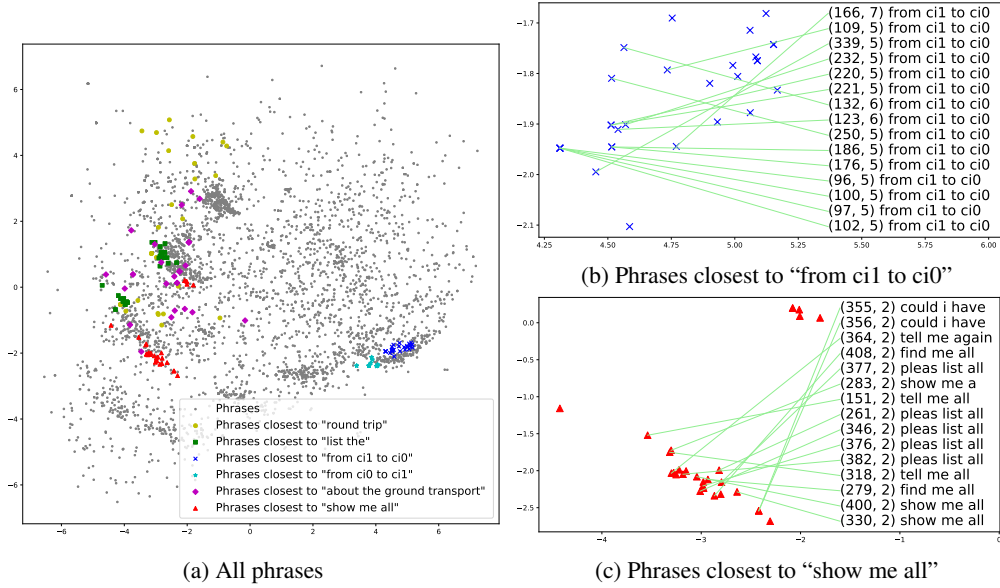 6
4
2
0
−2
−4
−6
−6
−4
−2
0
2
4
6
Phrases
Phrases closest to "round trip"
Phrases closest to "list the"
Phrases closest to "from ci1 to ci0"
Phrases closest to "from ci0 to ci1"
Phrases closest to "about the ground transport"
Phrases closest to "show me all"
(a) All phrases
−1.7
−1.8
−1.9
−2.0
−2.1
4.25
4.50
4.75
5.00
5.25
5.50
5.75
6.00
(166, 7) from ci1 to ci0
(109, 5) from ci1 to ci0
(339, 5) from ci1 to ci0
(232, 5) from ci1 to ci0
(220, 5) from ci1 to ci0
(221, 5) from ci1 to ci0
(132, 6) from ci1 to ci0
(123, 6) from ci1 to ci0
(250, 5) from ci1 to ci0
(186, 5) from ci1 to ci0
(176, 5) from ci1 to ci0
(96, 5) from ci1 to ci0
(100, 5) from ci1 to ci0
(97, 5) from ci1 to ci0
(102, 5) from ci1 to ci0
(b) Phrases closest to “from ci1 to ci0”
0.0
−0.5
−1.0
−1.5
−2.0
−2.5
−4
−3
−2
−1
0
(355, 2) could i have
(356, 2) could i have
(364, 2) tell me again
(408, 2) find me all
(377, 2) pleas list all
(283, 2) show me a
(151, 2) tell me all
(261, 2) pleas list all
(346, 2) pleas list all
(376, 2) pleas list all
(382, 2) pleas list all
(318, 2) tell me all
(279, 2) find me all
(400, 2) show me all
(330, 2) show me all
(c) Phrases closest to “show me all”